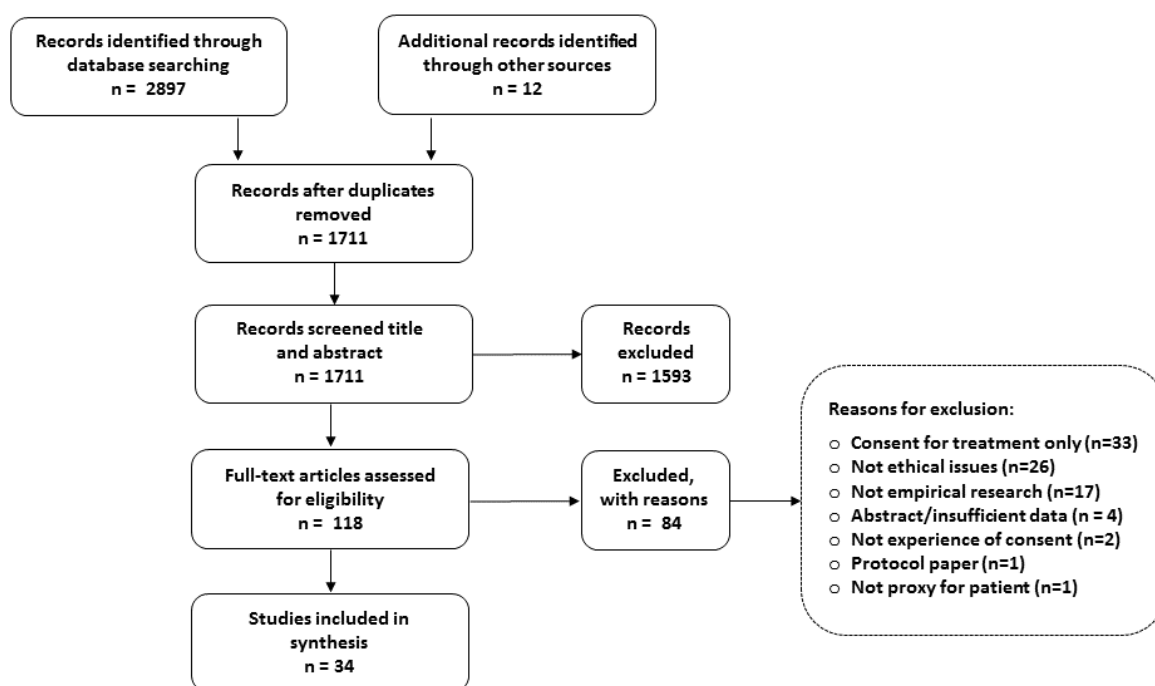 Records identified through
database searching
n = 2897
Additional records identified
through other sources
n = 12
Records after duplicates
removed
n = 1711
Records screened title
and abstract
n = 1711
Records
excluded
n = 1593
Full-text articles assessed
for eligibility
n = 118
Excluded,
with reasons
n = 84
Reasons for exclusion:
o Consent for treatment only (n=33)
o Not ethical issues (n=26)
o Not empirical research (n=17)
o Abstract/insufficient data (n = 4)
o Not experience of consent (n=2)
o Protocol paper (n=1)
o Not proxy for patient (n=1)
Studies included in
synthesis
n = 34